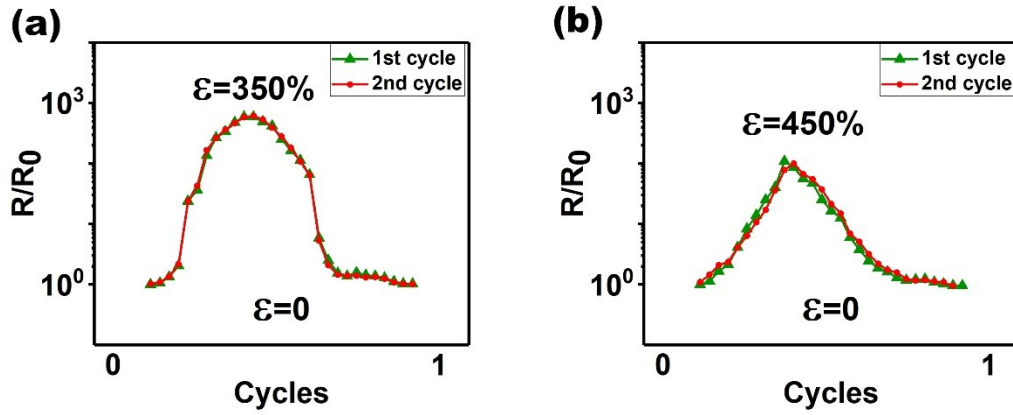 (a)
1st cycle
2nd cycle
ε=350%
10³
R/R₀
10⁰
ε=0
0
1
Cycles
(b)
1st cycle
2nd cycle
ε=450%
10³
R/R₀
10⁰
ε=0
0
1
Cycles